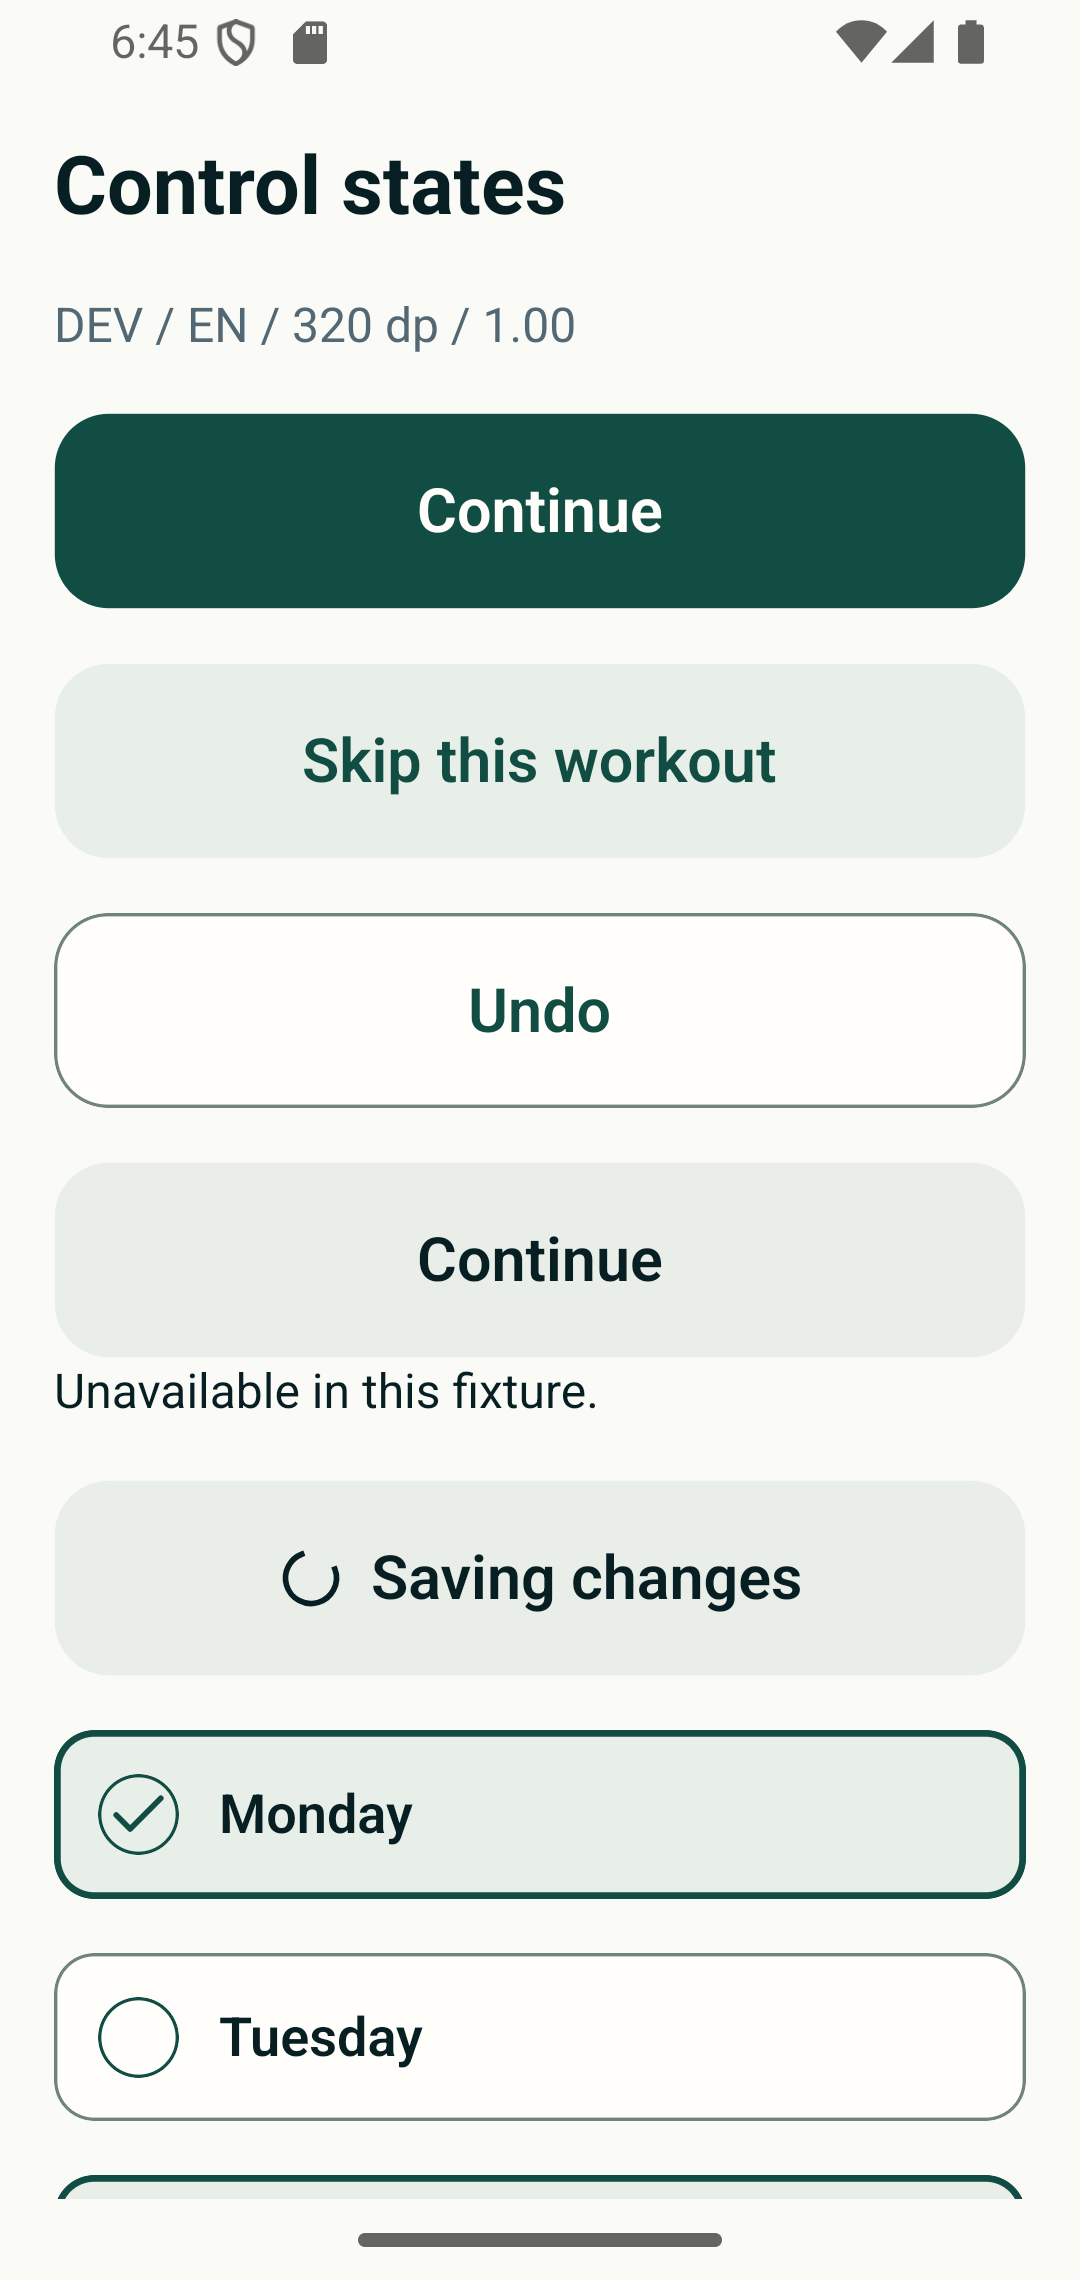 6:45
Control states
DEV / EN / 320 dp / 1.00
Continue
Skip this workout
Undo
Continue
Unavailable in this fixture.
Saving changes
Monday
Tuesday